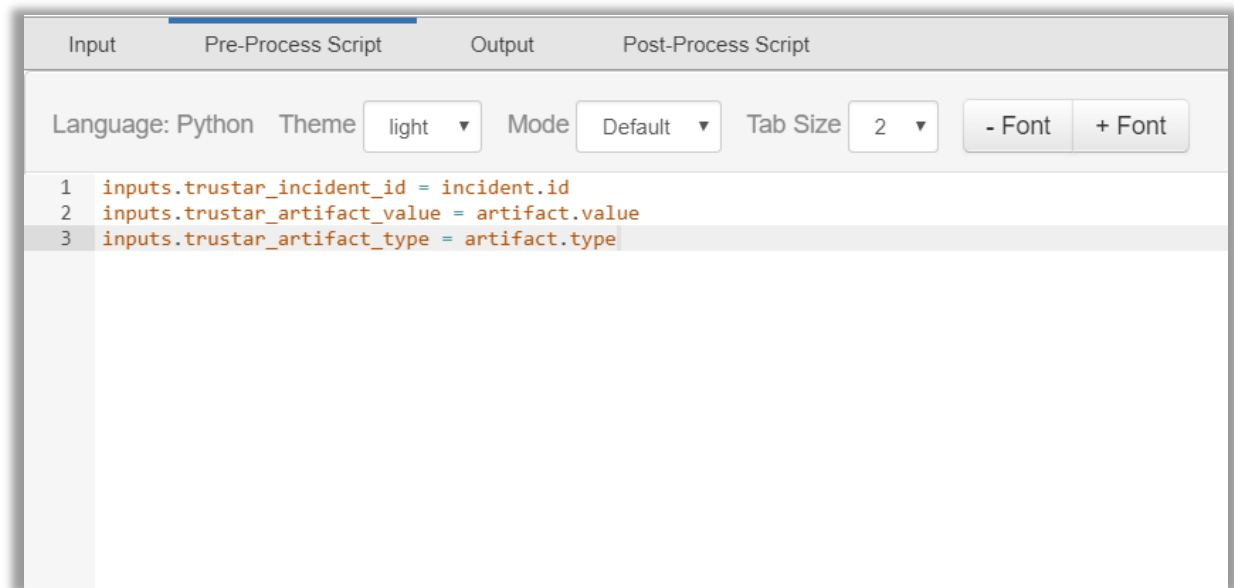 Input Pre-Process Script Output Post-Process Script
Language: Python Theme light Mode Default Tab Size 2 - Font + Font
1 inputs.trustar_incident_id = incident.id
2 inputs.trustar_artifact_value = artifact.value
3 inputs.trustar_artifact_type = artifact.type